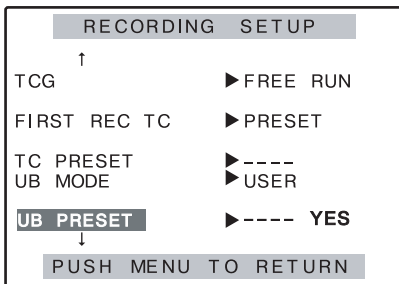 RECORDING SETUP
↑
TCG ▶FREE RUN
FIRST REC TC ▶PRESET
TC PRESET ▶----
UB MODE ▶USER
UB PRESET ▶---- YES
↓
PUSH MENU TO RETURN